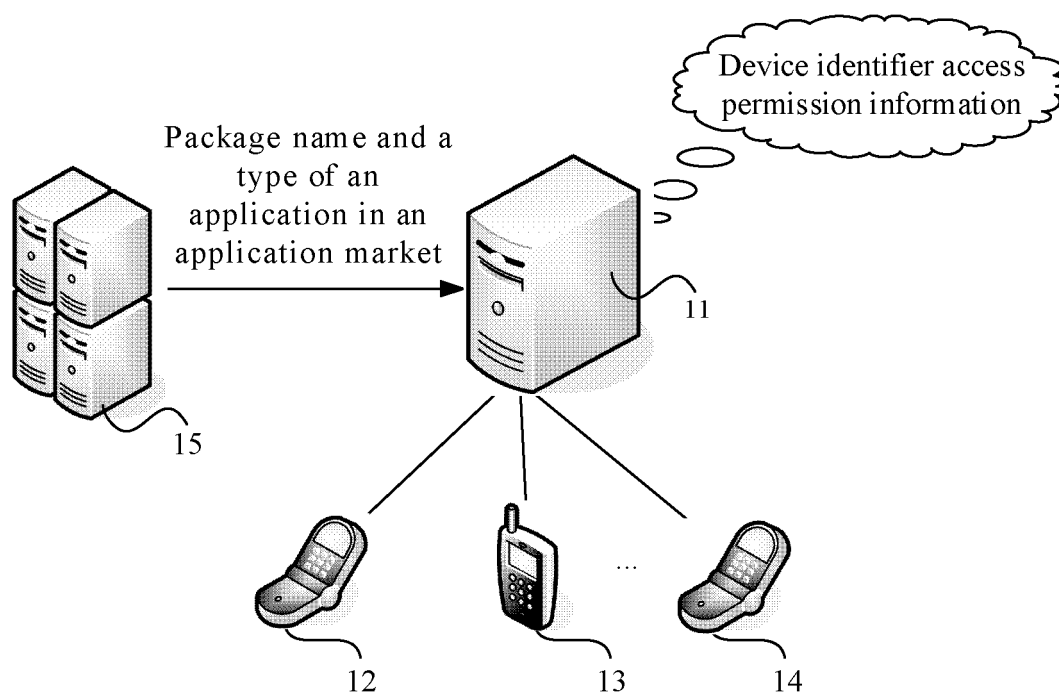 Device identifier access
permission information
Package name and a
type of an
application in an
application market
11
15
...
12
13
14